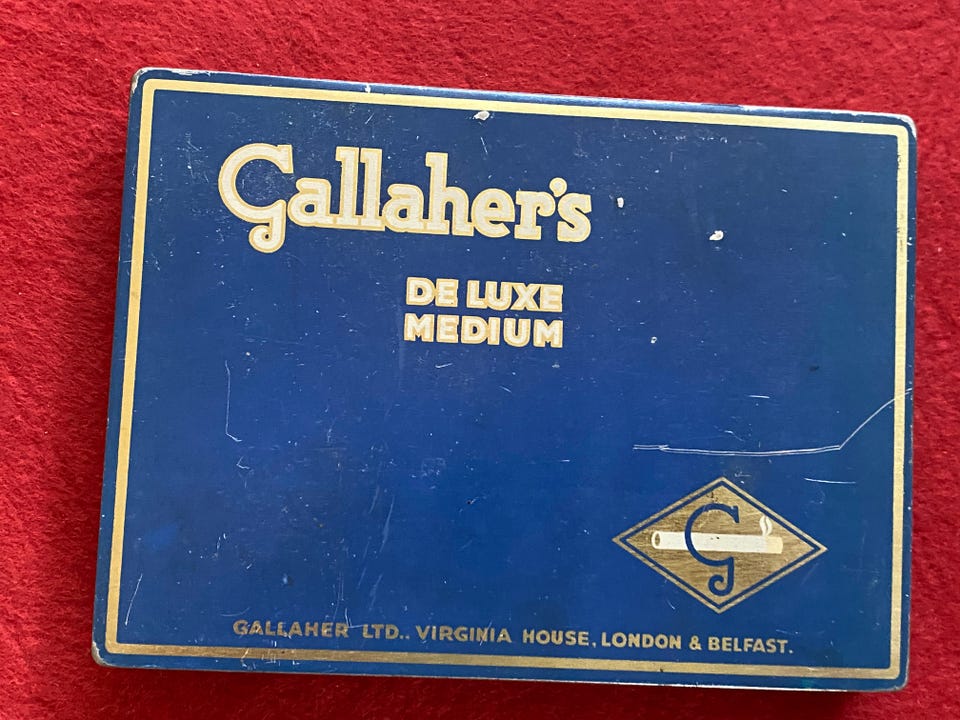 Gallaher's
DE LUXE
MEDIUM
G
GALLAHER LTD., VIRGINIA HOUSE, LONDON & BELFAST.